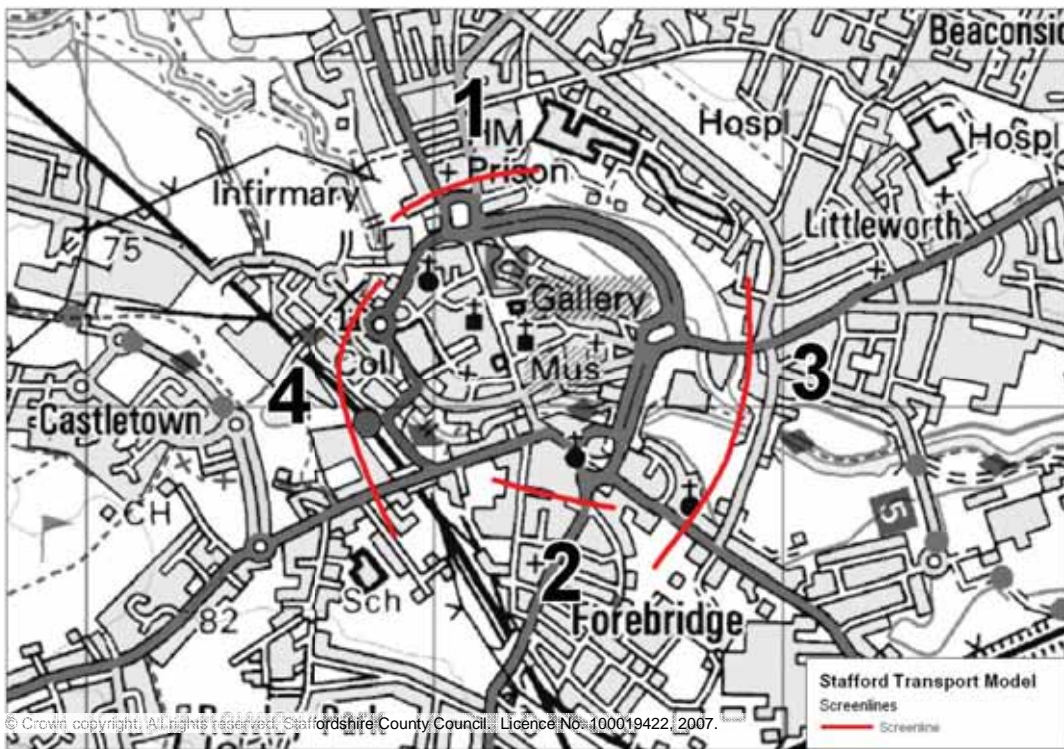 Beaconsid
1
HM
Prison
Hospl
Hospl
Infirmary
Littleworth
75
Gallery
Coll
Mus
3
4
Castletown
CH
5
2
Sch
82
Forebridge
Stafford Transport Model
Screenlines
Screenline
© Crown copyright. All rights reserved. Staffordshire County Council. Licence No. 100019422, 2007.